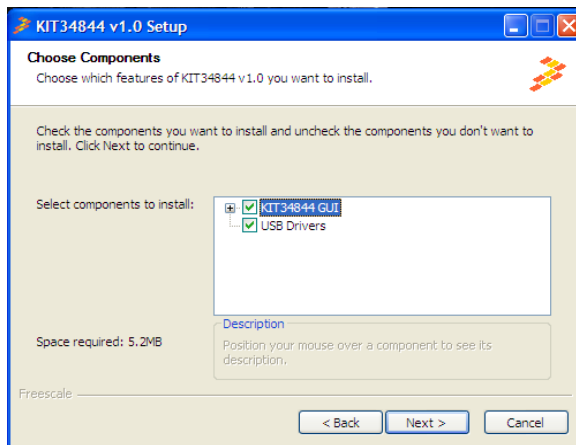 KIT34844 v1.0 Setup
Choose Components
Choose which features of KIT34844 v1.0 you want to install.
Check the components you want to install and uncheck the components you don't want to
install. Click Next to continue.
Select components to install:
KIT34844 GUI
USB Drivers
Space required: 5.2MB
Description
Position your mouse over a component to see its
description.
Freescale
< Back
Next >
Cancel